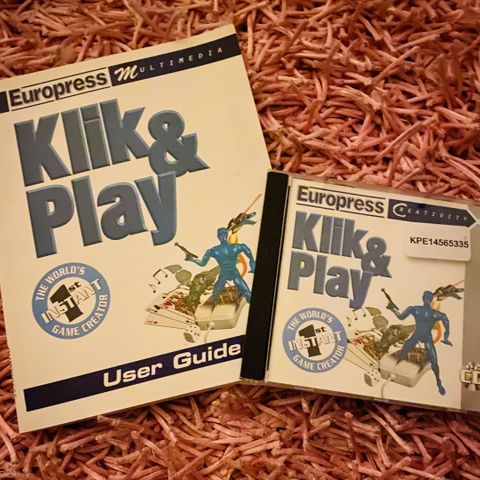 Europress MULTIMEDIA
Klik &
Play
THE WORLD'S
1ST
INSTANT
GAME CREATOR
User Guide
Europress CREATIVITY
KPE14565335
Klik &
Play
THE WORLD'S
1ST
INSTANT
GAME CREATOR